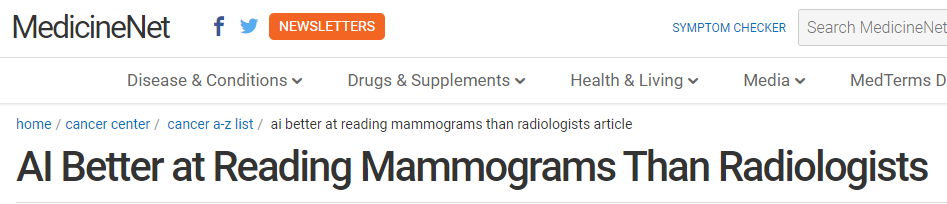 MedicineNet f NEWSLETTERS SYMPTOM CHECKER Search MedicineNet
Disease & Conditions Drugs & Supplements Health & Living Media MedTerms D
home / cancer center / cancer a-z list / ai better at reading mammograms than radiologists article
AI Better at Reading Mammograms Than Radiologists